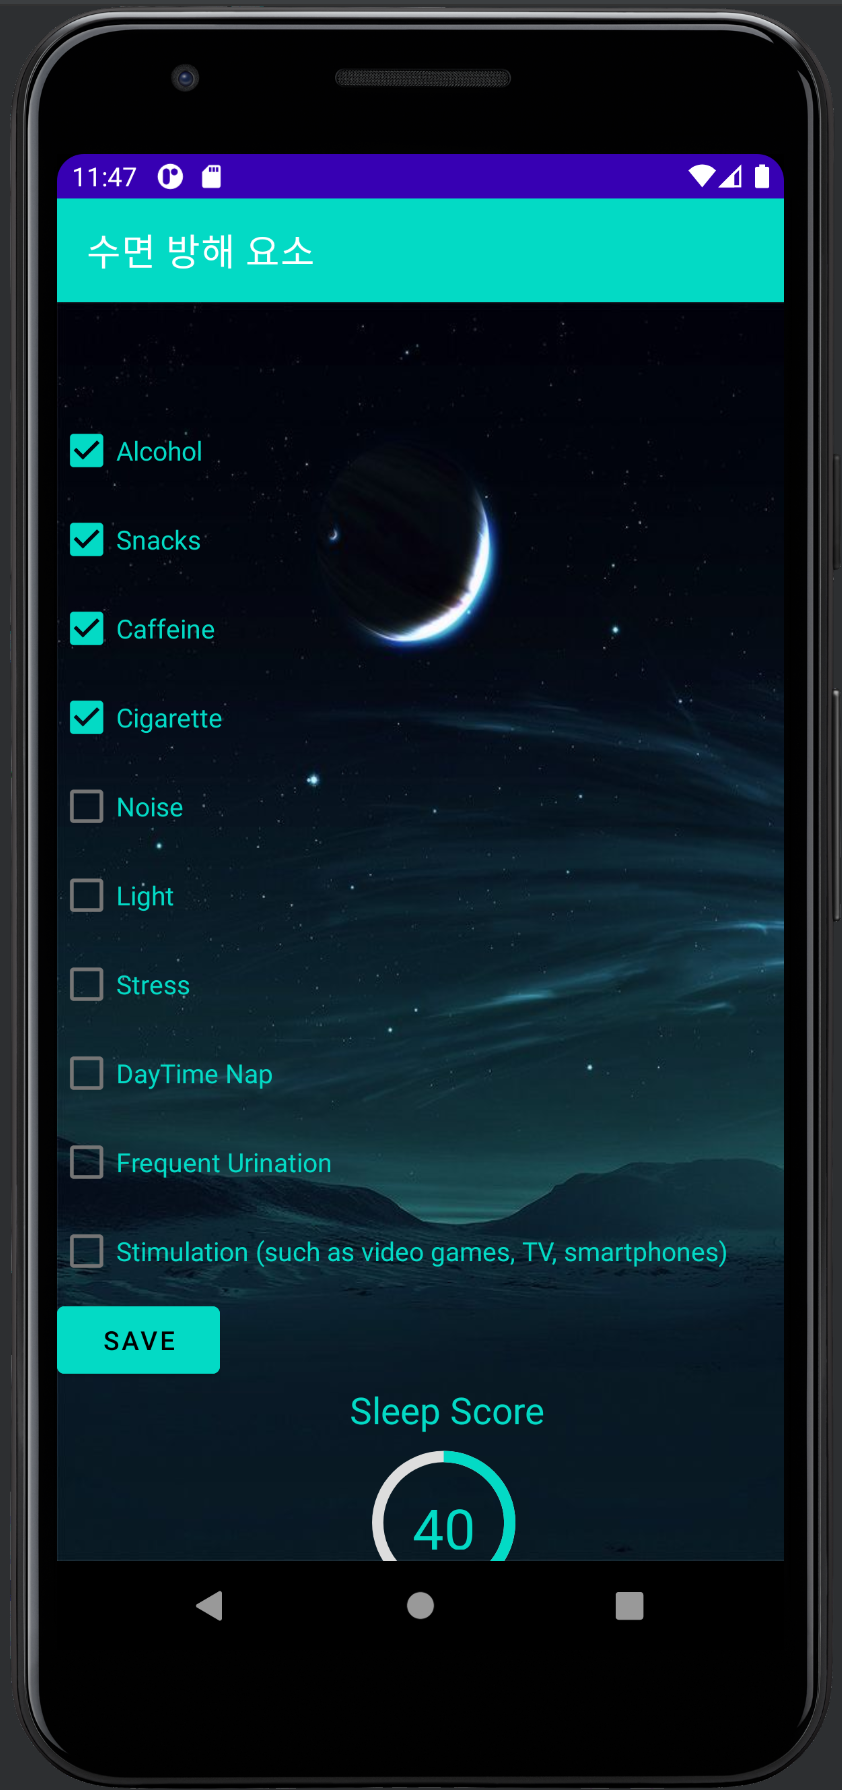 11:47
수면 방해 요소
Alcohol
Snacks
Caffeine
Cigarette
Noise
Light
Stress
DayTime Nap
Frequent Urination
Stimulation (such as video games, TV, smartphones)
SAVE
Sleep Score
40